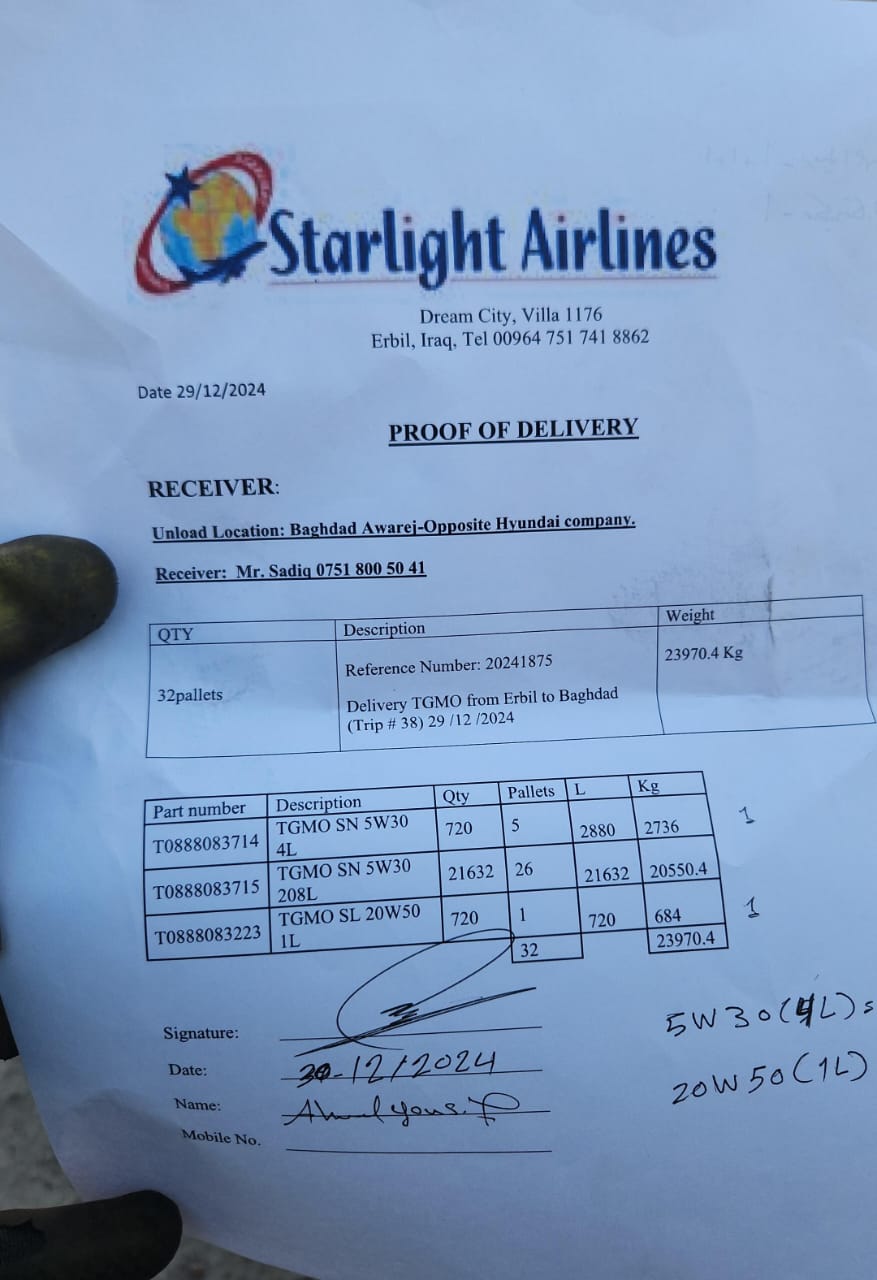 Starlight Airlines
Dream City, Villa 1176
Erbil, Iraq, Tel 00964 751 741 8862
Date 29/12/2024
PROOF OF DELIVERY
RECEIVER:
Unload Location: Baghdad Awarej-Opposite Hyundai company.
Receiver: Mr. Sadiq 0751 800 50 41
QTY Description Weight
32pallets Reference Number: 20241875 23970.4 Kg
Delivery TGMO from Erbil to Baghdad
(Trip # 38) 29 /12 /2024
Part number Description Qty Pallets L Kg
T0888083714 TGMO SN 5W30 4L 720 5 2880 2736 1
T0888083715 TGMO SN 5W30 208L 21632 26 21632 20550.4
T0888083223 TGMO SL 20W50 1L 720 1 720 684 1
32 23970.4
Signature:
5W30(4L)
Date: 30-12/2024
20W50(1L)
Name:
Mobile No.